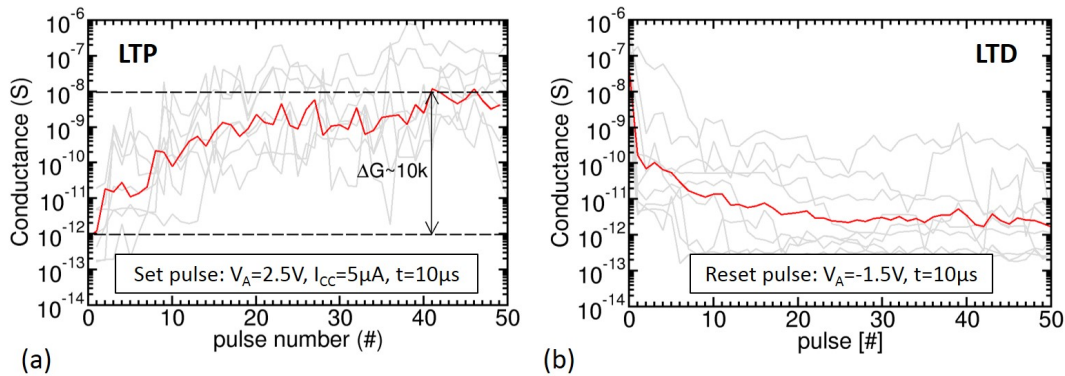 LTP
Conductance (S)
10⁻⁶
10⁻⁷
10⁻⁸
10⁻⁹
10⁻¹⁰
10⁻¹¹
10⁻¹²
10⁻¹³
10⁻¹⁴
ΔG~10k
Set pulse: V_A=2.5V, I_CC=5μA, t=10μs
0 10 20 30 40 50
pulse number (#)
(a)
LTD
Conductance (S)
10⁻⁶
10⁻⁷
10⁻⁸
10⁻⁹
10⁻¹⁰
10⁻¹¹
10⁻¹²
10⁻¹³
10⁻¹⁴
Reset pulse: V_A=-1.5V, t=10μs
0 10 20 30 40 50
pulse [#]
(b)